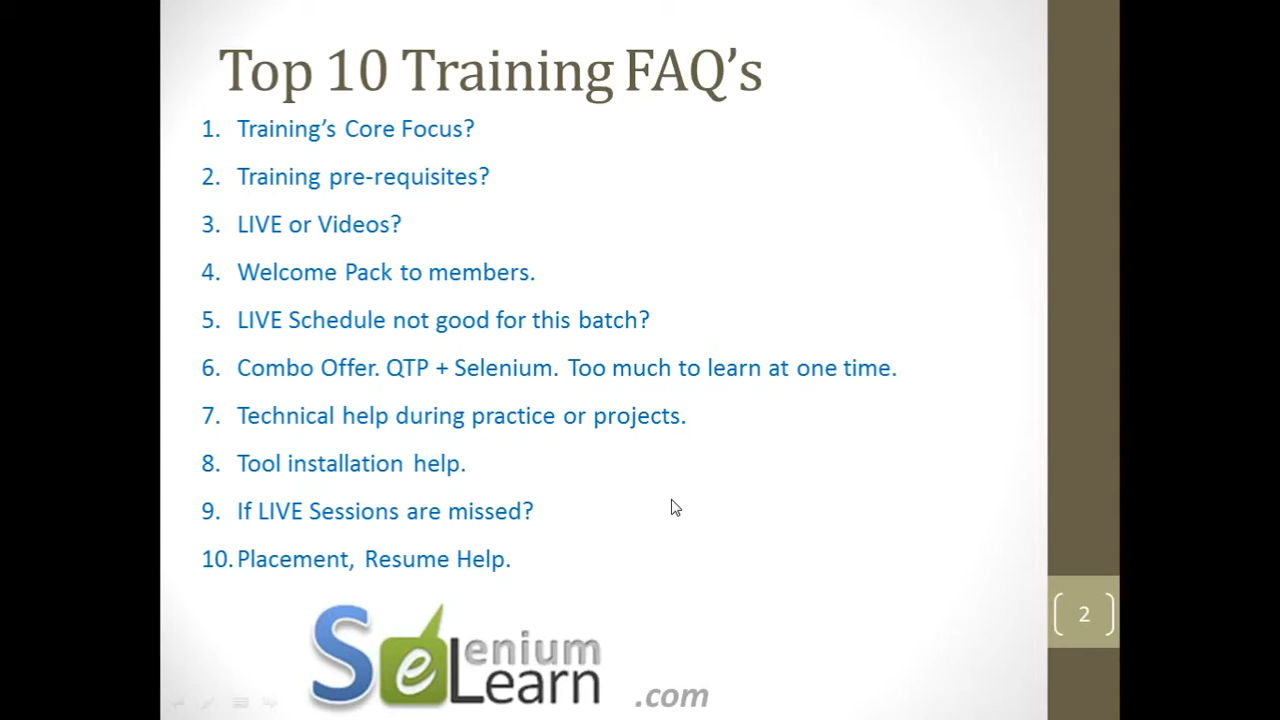 Top 10 Training FAQ’s
1. Training’s Core Focus?
2. Training pre-requisites?
3. LIVE or Videos?
4. Welcome Pack to members.
5. LIVE Schedule not good for this batch?
6. Combo Offer. QTP + Selenium. Too much to learn at one time.
7. Technical help during practice or projects.
8. Tool installation help.
9. If LIVE Sessions are missed?
10. Placement, Resume Help.
2
Selenium
Learn .com